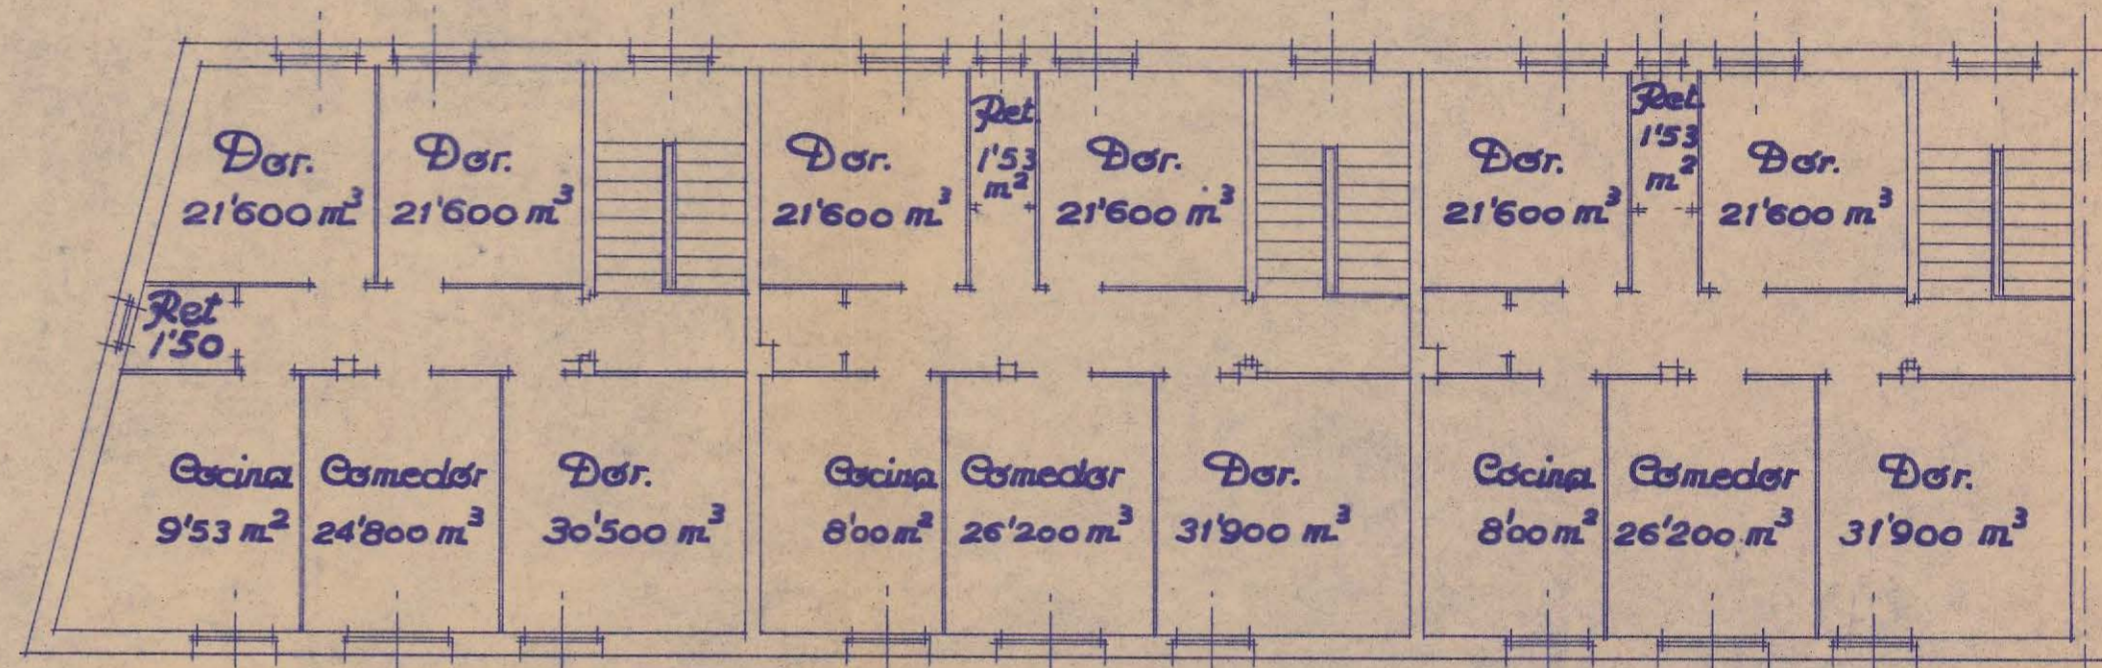 Dor.
21'600 m³
Dor.
21'600 m³
Dor.
21'600 m³
Ret.
1'53
m²
Dor.
21'600 m³
Dor.
21'600 m³
Ret.
1'53
m²
Dor.
21'600 m³
Ret
1'50
Cocina
9'53 m²
Comedor
24'800 m³
Dor.
30'500 m³
Cocina
8'00 m²
Comedor
26'200 m³
Dor.
31'900 m³
Cocina
8'00 m²
Comedor
26'200 m³
Dor.
31'900 m³